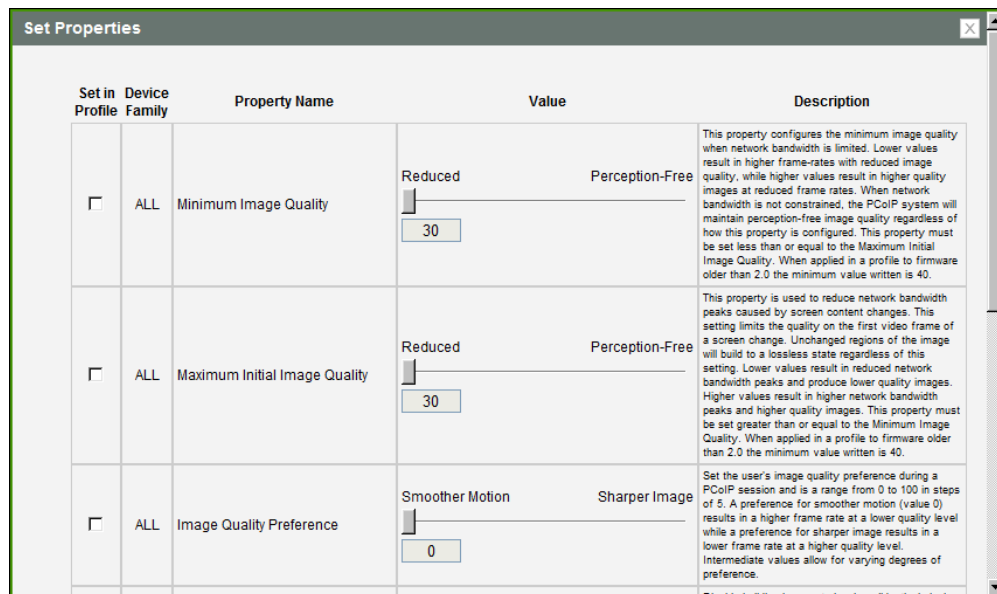 Set Properties
X
Set in Profile
Device Family
Property Name
Value
Description
ALL
Minimum Image Quality
Reduced
Perception-Free
30
This property configures the minimum image quality
when network bandwidth is limited. Lower values
result in higher frame-rates with reduced image
quality, while higher values result in higher quality
images at reduced frame rates. When network
bandwidth is not constrained, the PCoIP system will
maintain perception-free image quality regardless of
how this property is configured. This property must
be set less than or equal to the Maximum Initial
Image Quality. When applied in a profile to firmware
older than 2.0 the minimum value written is 40.
ALL
Maximum Initial Image Quality
Reduced
Perception-Free
30
This property is used to reduce network bandwidth
peaks caused by screen content changes. This
setting limits the quality on the first video frame of
a screen change. Unchanged regions of the image
will build to a lossless state regardless of this
setting. Lower values result in reduced network
bandwidth peaks and produce lower quality images.
Higher values result in higher network bandwidth
peaks and higher quality images. This property must
be set greater than or equal to the Minimum Image
Quality. When applied in a profile to firmware older
than 2.0 the minimum value written is 40.
ALL
Image Quality Preference
Smoother Motion
Sharper Image
0
Set the user's image quality preference during a
PCoIP session and is a range from 0 to 100 in steps
of 5. A preference for smoother motion (value 0)
results in a higher frame rate at a lower quality level
while a preference for sharper image results in a
lower frame rate at a higher quality level.
Intermediate values allow for varying degrees of
preference.